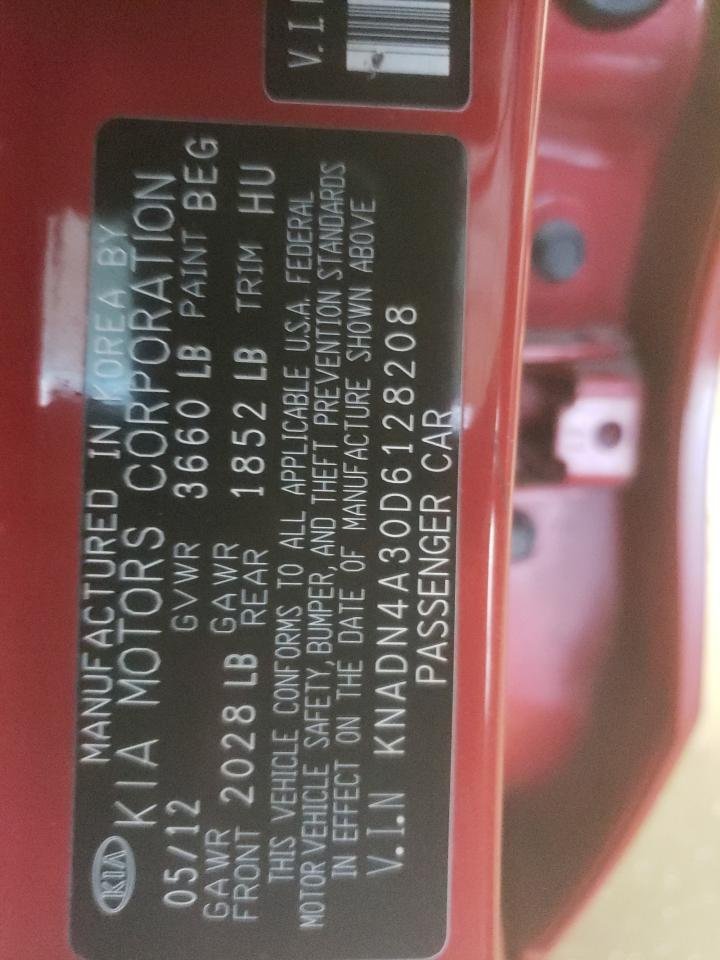 V.I
KIA
MANUFACTURED IN KOREA BY
KIA MOTORS CORPORATION
05/12 GVWR 3660 LB PAINT BEG
GAWR FRONT 2028 LB GAWR REAR 1852 LB TRIM HU
THIS VEHICLE CONFORMS TO ALL APPLICABLE U.S.A. FEDERAL
MOTOR VEHICLE SAFETY, BUMPER, AND THEFT PREVENTION STANDARDS
IN EFFECT ON THE DATE OF MANUFACTURE SHOWN ABOVE
V.I.N KNADN4A30D6128208
PASSENGER CAR